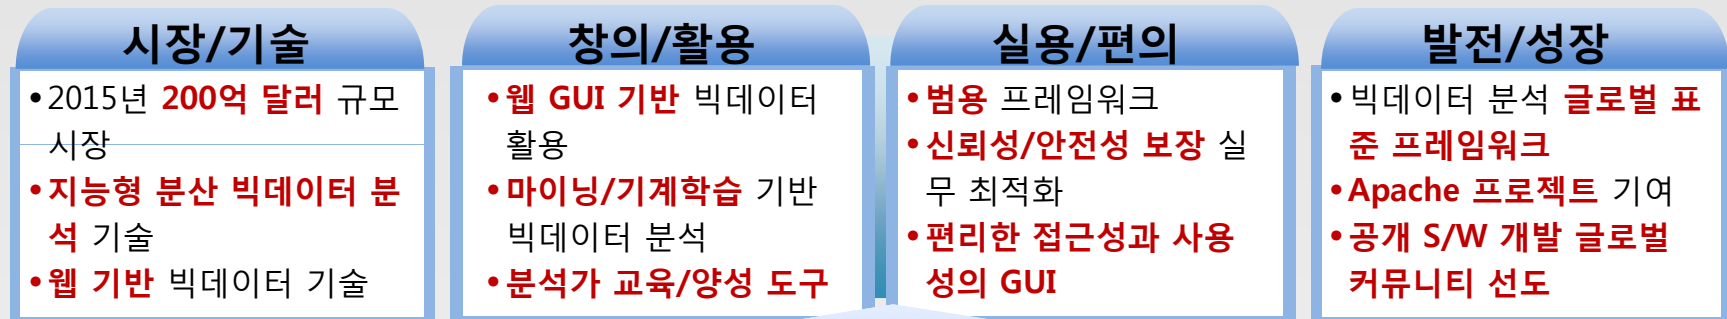 시장/기술
• 2015년 200억 달러 규모
시장
• 지능형 분산 빅데이터 분
석 기술
• 웹 기반 빅데이터 기술
창의/활용
• 웹 GUI 기반 빅데이터
활용
• 마이닝/기계학습 기반
빅데이터 분석
• 분석가 교육/양성 도구
실용/편의
• 범용 프레임워크
• 신뢰성/안전성 보장 실
무 최적화
• 편리한 접근성과 사용
성의 GUI
발전/성장
• 빅데이터 분석 글로벌 표
준 프레임워크
• Apache 프로젝트 기여
• 공개 S/W 개발 글로벌
커뮤니티 선도